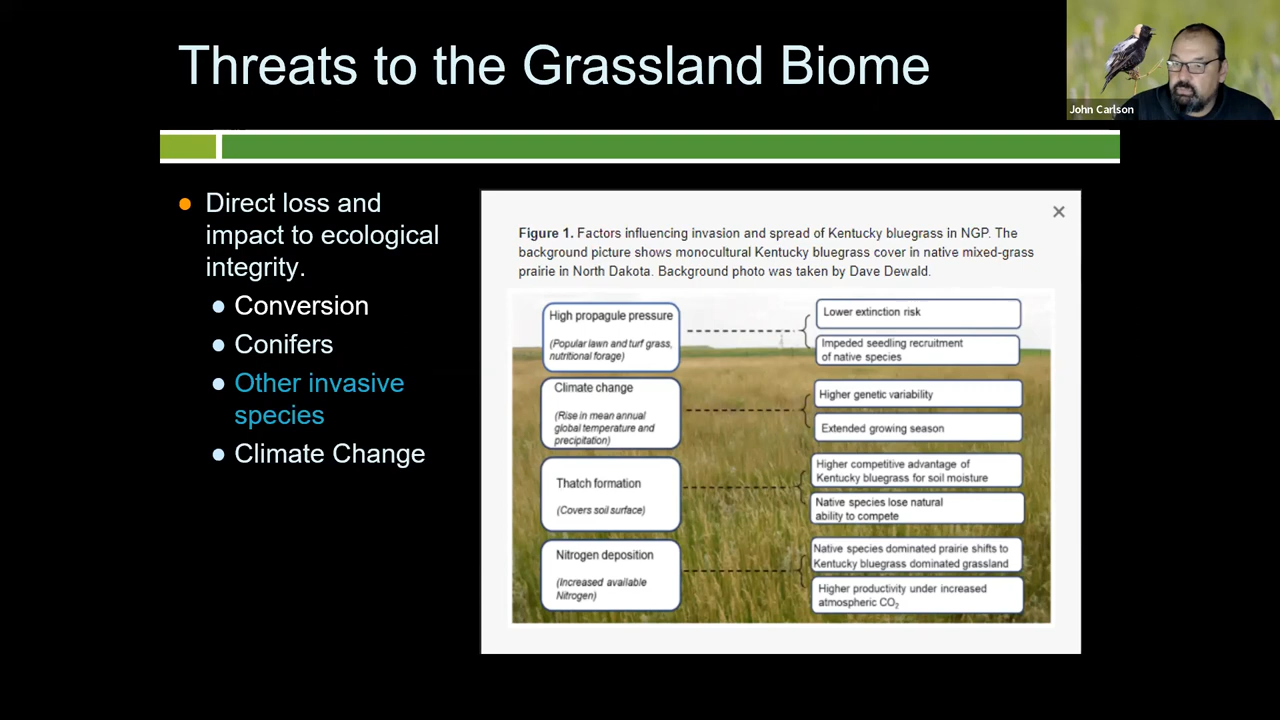 Threats to the Grassland Biome
John Carlson
Direct loss and
impact to ecological
integrity.
Conversion
Conifers
Other invasive
species
Climate Change
Figure 1. Factors influencing invasion and spread of Kentucky bluegrass in NGP. The
background picture shows monocultural Kentucky bluegrass cover in native mixed-grass
prairie in North Dakota. Background photo was taken by Dave Dewald.
High propagule pressure
(Popular lawn and turf grass,
nutritional forage)
Lower extinction risk
Impeded seedling recruitment
of native species
Climate change
(Rise in mean annual
global temperature and
precipitation)
Higher genetic variability
Extended growing season
Thatch formation
(Covers soil surface)
Higher competitive advantage of
Kentucky bluegrass for soil moisture
Native species lose natural
ability to compete
Nitrogen deposition
(Increased available
Nitrogen)
Native species dominated prairie shifts to
Kentucky bluegrass dominated grassland
Higher productivity under increased
atmospheric CO₂